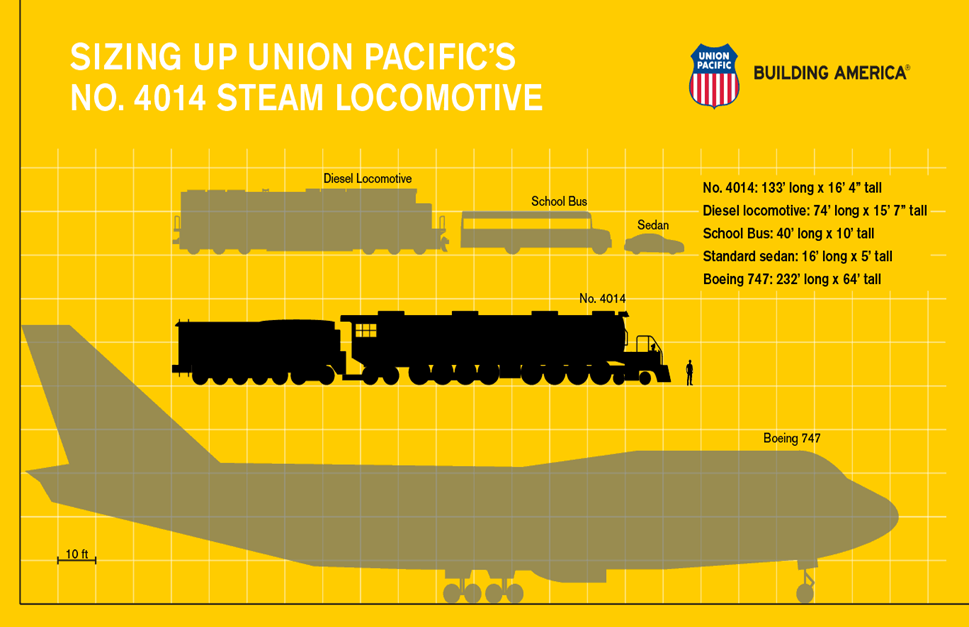 SIZING UP UNION PACIFIC'S
NO. 4014 STEAM LOCOMOTIVE
UNION
PACIFIC
BUILDING AMERICA®
Diesel Locomotive
School Bus
Sedan
No. 4014: 133' long x 16' 4" tall
Diesel locomotive: 74' long x 15' 7" tall
School Bus: 40' long x 10' tall
Standard sedan: 16' long x 5' tall
Boeing 747: 232' long x 64' tall
No. 4014
Boeing 747
10 ft